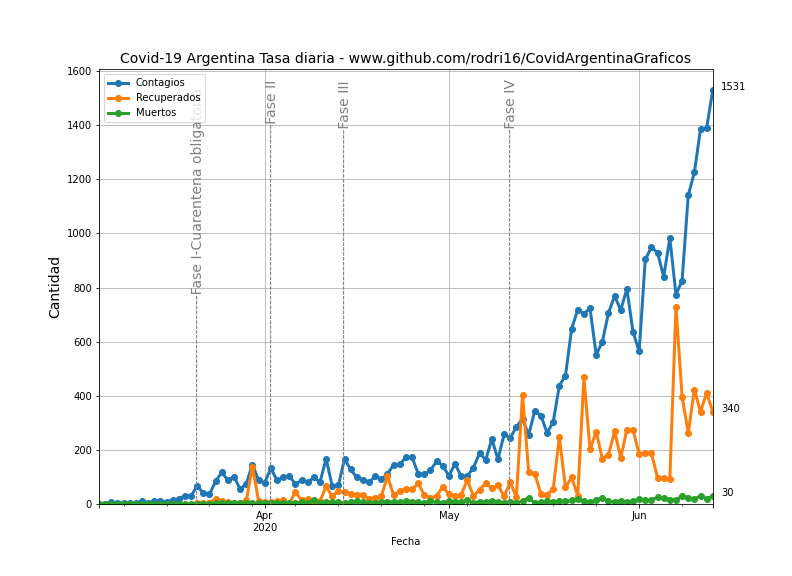 Covid-19 Argentina Tasa diaria - www.github.com/rodri16/CovidArgentinaGraficos
Contagios
Recuperados
Muertos
Fase I-Cuarentena obligatoria
Fase II
Fase III
Fase IV
1600
1400
1200
1000
800
600
400
200
0
Cantidad
1531
340
30
Apr
2020
May
Jun
Fecha